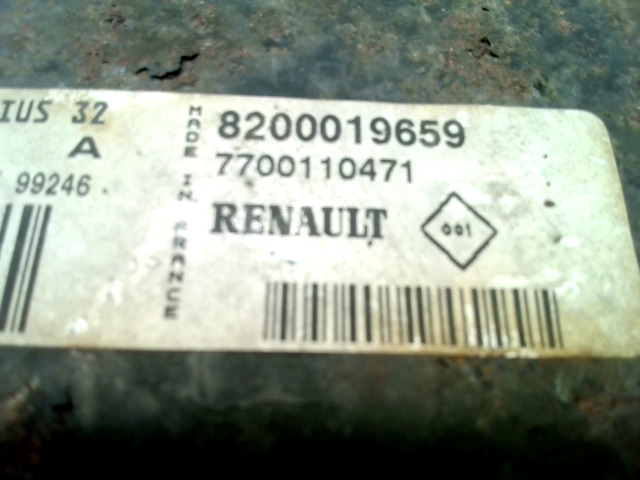 IUS 32
A
99246
MADE IN FRANCE
8200019659
7700110471
RENAULT
001